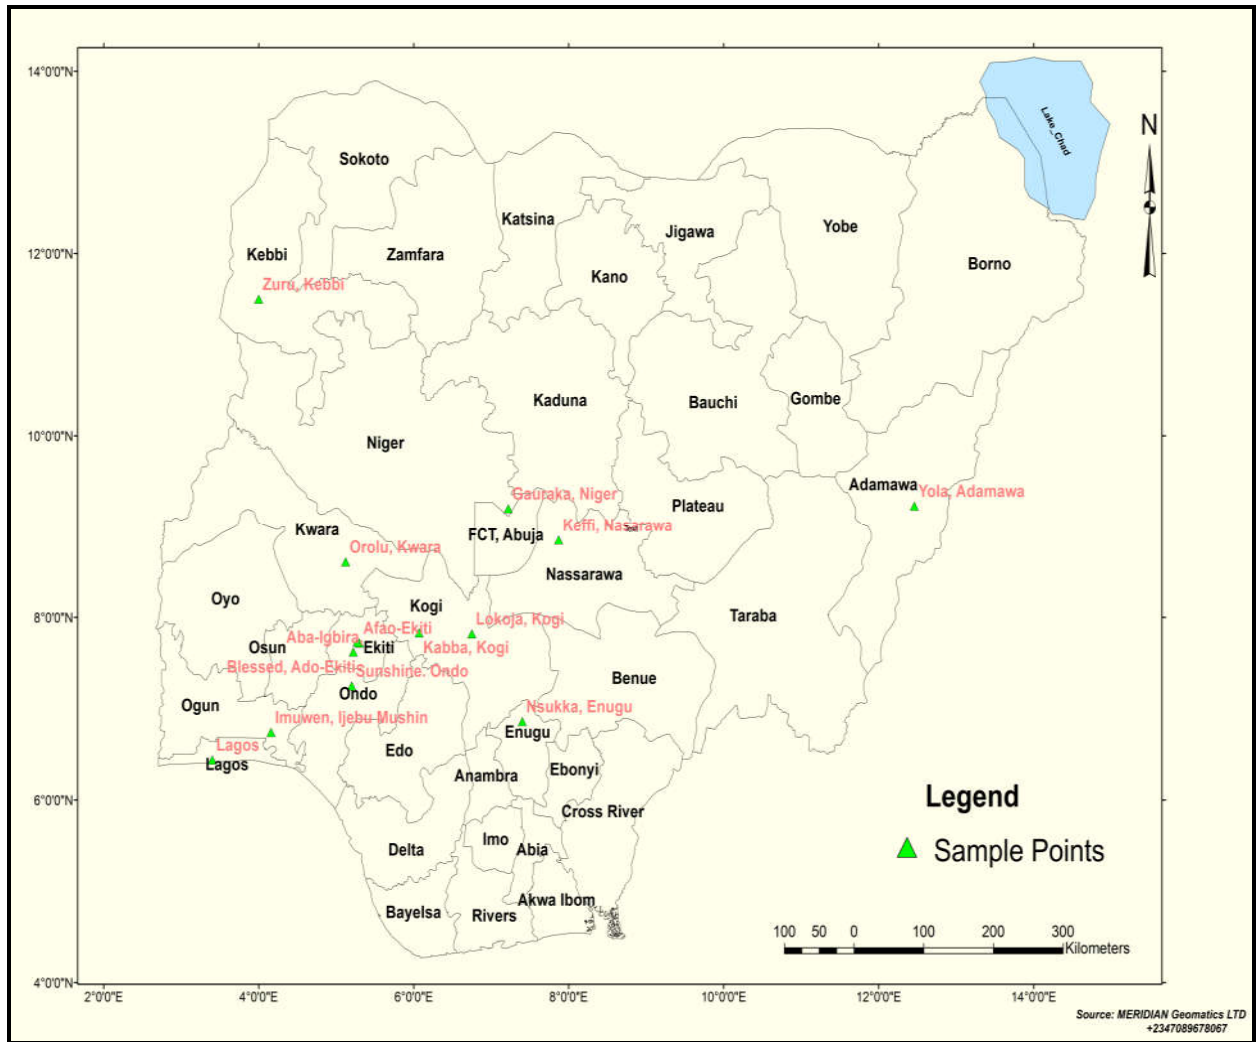 14°0'0"N
12°0'0"N
10°0'0"N
8°0'0"N
6°0'0"N
4°0'0"N
2°0'0"E
4°0'0"E
6°0'0"E
8°0'0"E
10°0'0"E
12°0'0"E
14°0'0"E
Lake_Chad
N
Sokoto
Katsina
Jigawa
Yobe
Borno
Kebbi
Zamfara
Kano
Zuru, Kebbi
Kaduna
Bauchi
Gombe
Niger
Adamawa
Yola, Adamawa
Gauraka, Niger
Plateau
Keffi, Nasarawa
FCT, Abuja
Kwara
Orolu, Kwara
Nassarawa
Oyo
Kogi
Taraba
Lokoja, Kogi
Afao-Ekiti
Aba-Igbira
Osun
Ekiti
Kabba, Kogi
Blessed, Ado-Ekiti
Sunshine. Ondo
Benue
Ondo
Ogun
Imuwen, Ijebu Mushin
Nsukka, Enugu
Enugu
Lagos
Lagos
Edo
Anambra
Ebonyi
Cross River
Imo
Abia
Delta
Akwa Ibom
Bayelsa
Rivers
Legend
Sample Points
100 50 0 100 200 300
Kilometers
Source: MERIDIAN Geomatics LTD
+2347089678067